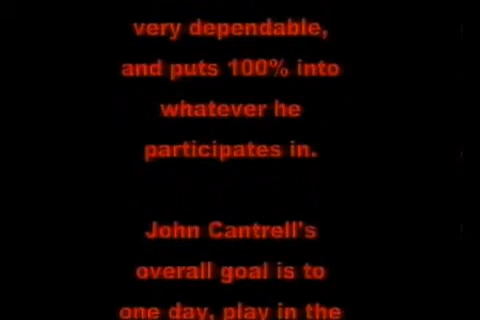 very dependable,
and puts 100% into
whatever he
participates in.
John Cantrell's
overall goal is to
one day, play in the